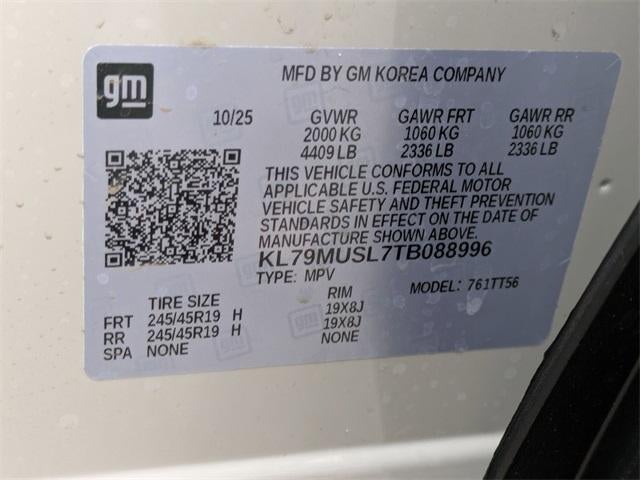 gm
MFD BY GM KOREA COMPANY
10/25 GVWR GAWR FRT GAWR RR
2000 KG 1060 KG 1060 KG
4409 LB 2336 LB 2336 LB
THIS VEHICLE CONFORMS TO ALL
APPLICABLE U.S. FEDERAL MOTOR
VEHICLE SAFETY AND THEFT PREVENTION
STANDARDS IN EFFECT ON THE DATE OF
MANUFACTURE SHOWN ABOVE.
KL79MUSL7TB088996
TYPE: MPV MODEL: 761TT56
TIRE SIZE RIM
FRT 245/45R19 H 19X8J
RR 245/45R19 H 19X8J
SPA NONE NONE